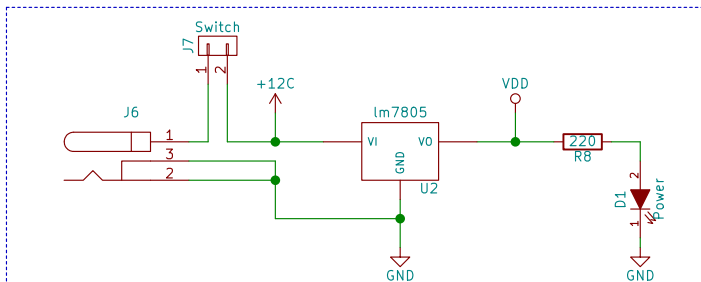 Switch
J7
1
2
+12C
VDD
J6
lm7805
1
VI
VO
220
3
GND
R8
2
U2
2
D1
Power
1
GND
GND